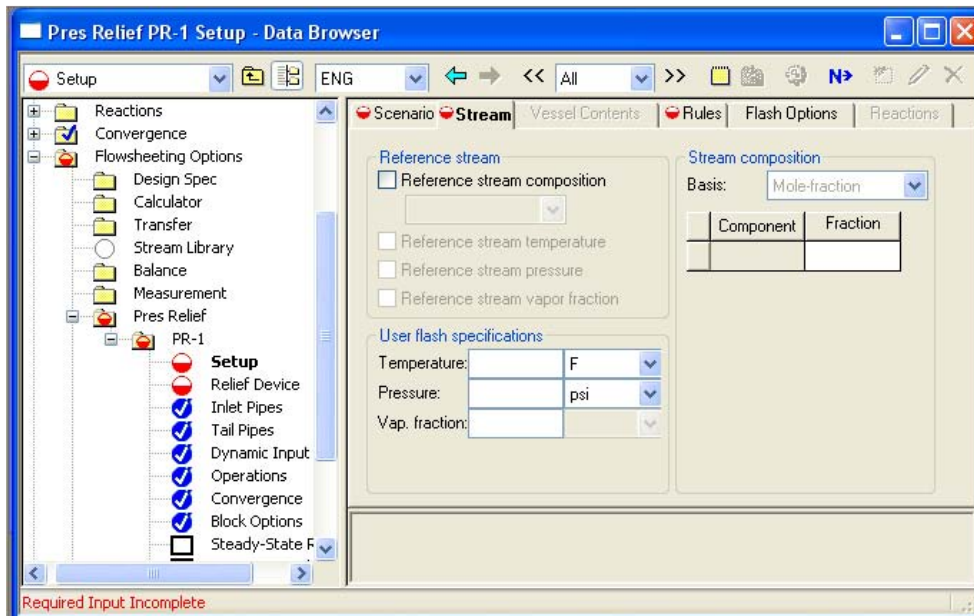 Pres Relief PR-1 Setup - Data Browser
Setup ENG << All >> N>
Reactions
Convergence
Flowsheeting Options
Design Spec
Calculator
Transfer
Stream Library
Balance
Measurement
Pres Relief
PR-1
Setup
Relief Device
Inlet Pipes
Tail Pipes
Dynamic Input
Operations
Convergence
Block Options
Steady-State R
Scenario Stream Vessel Contents Rules Flash Options Reactions
Reference stream
Reference stream composition
Reference stream temperature
Reference stream pressure
Reference stream vapor fraction
User flash specifications
Temperature: F
Pressure: psi
Vap. fraction:
Stream composition
Basis: Mole-fraction
Component Fraction
Required Input Incomplete